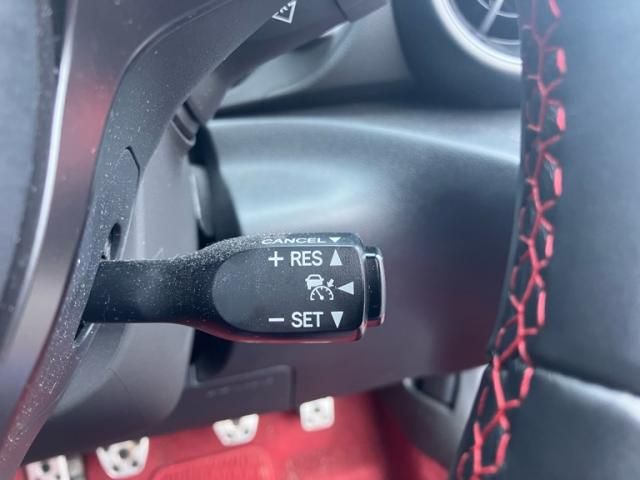 CANCEL ▼
+ RES ▲
− SET ▼